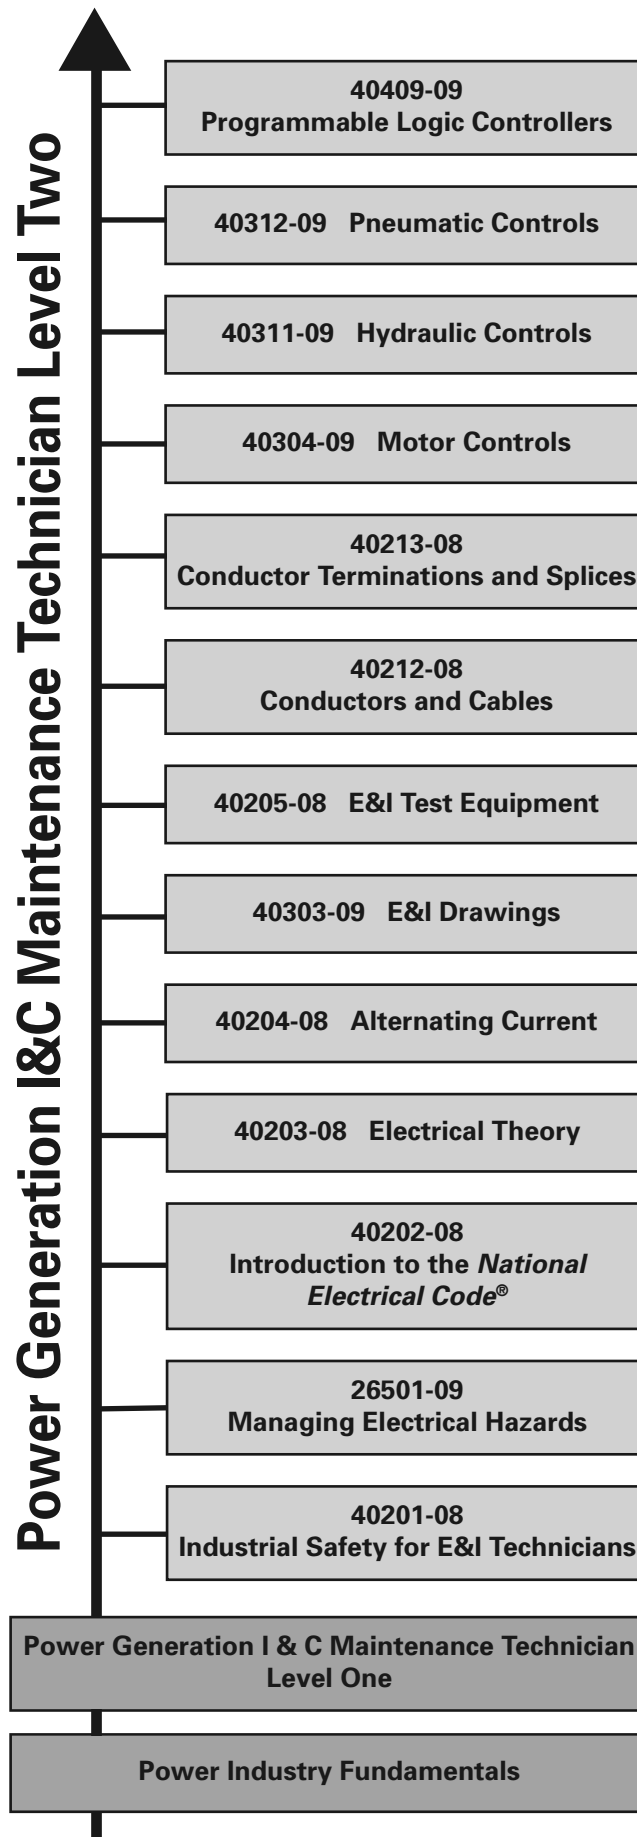 Power Generation I&C Maintenance Technician Level Two
40409-09
Programmable Logic Controllers
40312-09 Pneumatic Controls
40311-09 Hydraulic Controls
40304-09 Motor Controls
40213-08
Conductor Terminations and Splices
40212-08
Conductors and Cables
40205-08 E&I Test Equipment
40303-09 E&I Drawings
40204-08 Alternating Current
40203-08 Electrical Theory
40202-08
Introduction to the National
Electrical Code®
26501-09
Managing Electrical Hazards
40201-08
Industrial Safety for E&I Technicians
Power Generation I & C Maintenance Technician
Level One
Power Industry Fundamentals